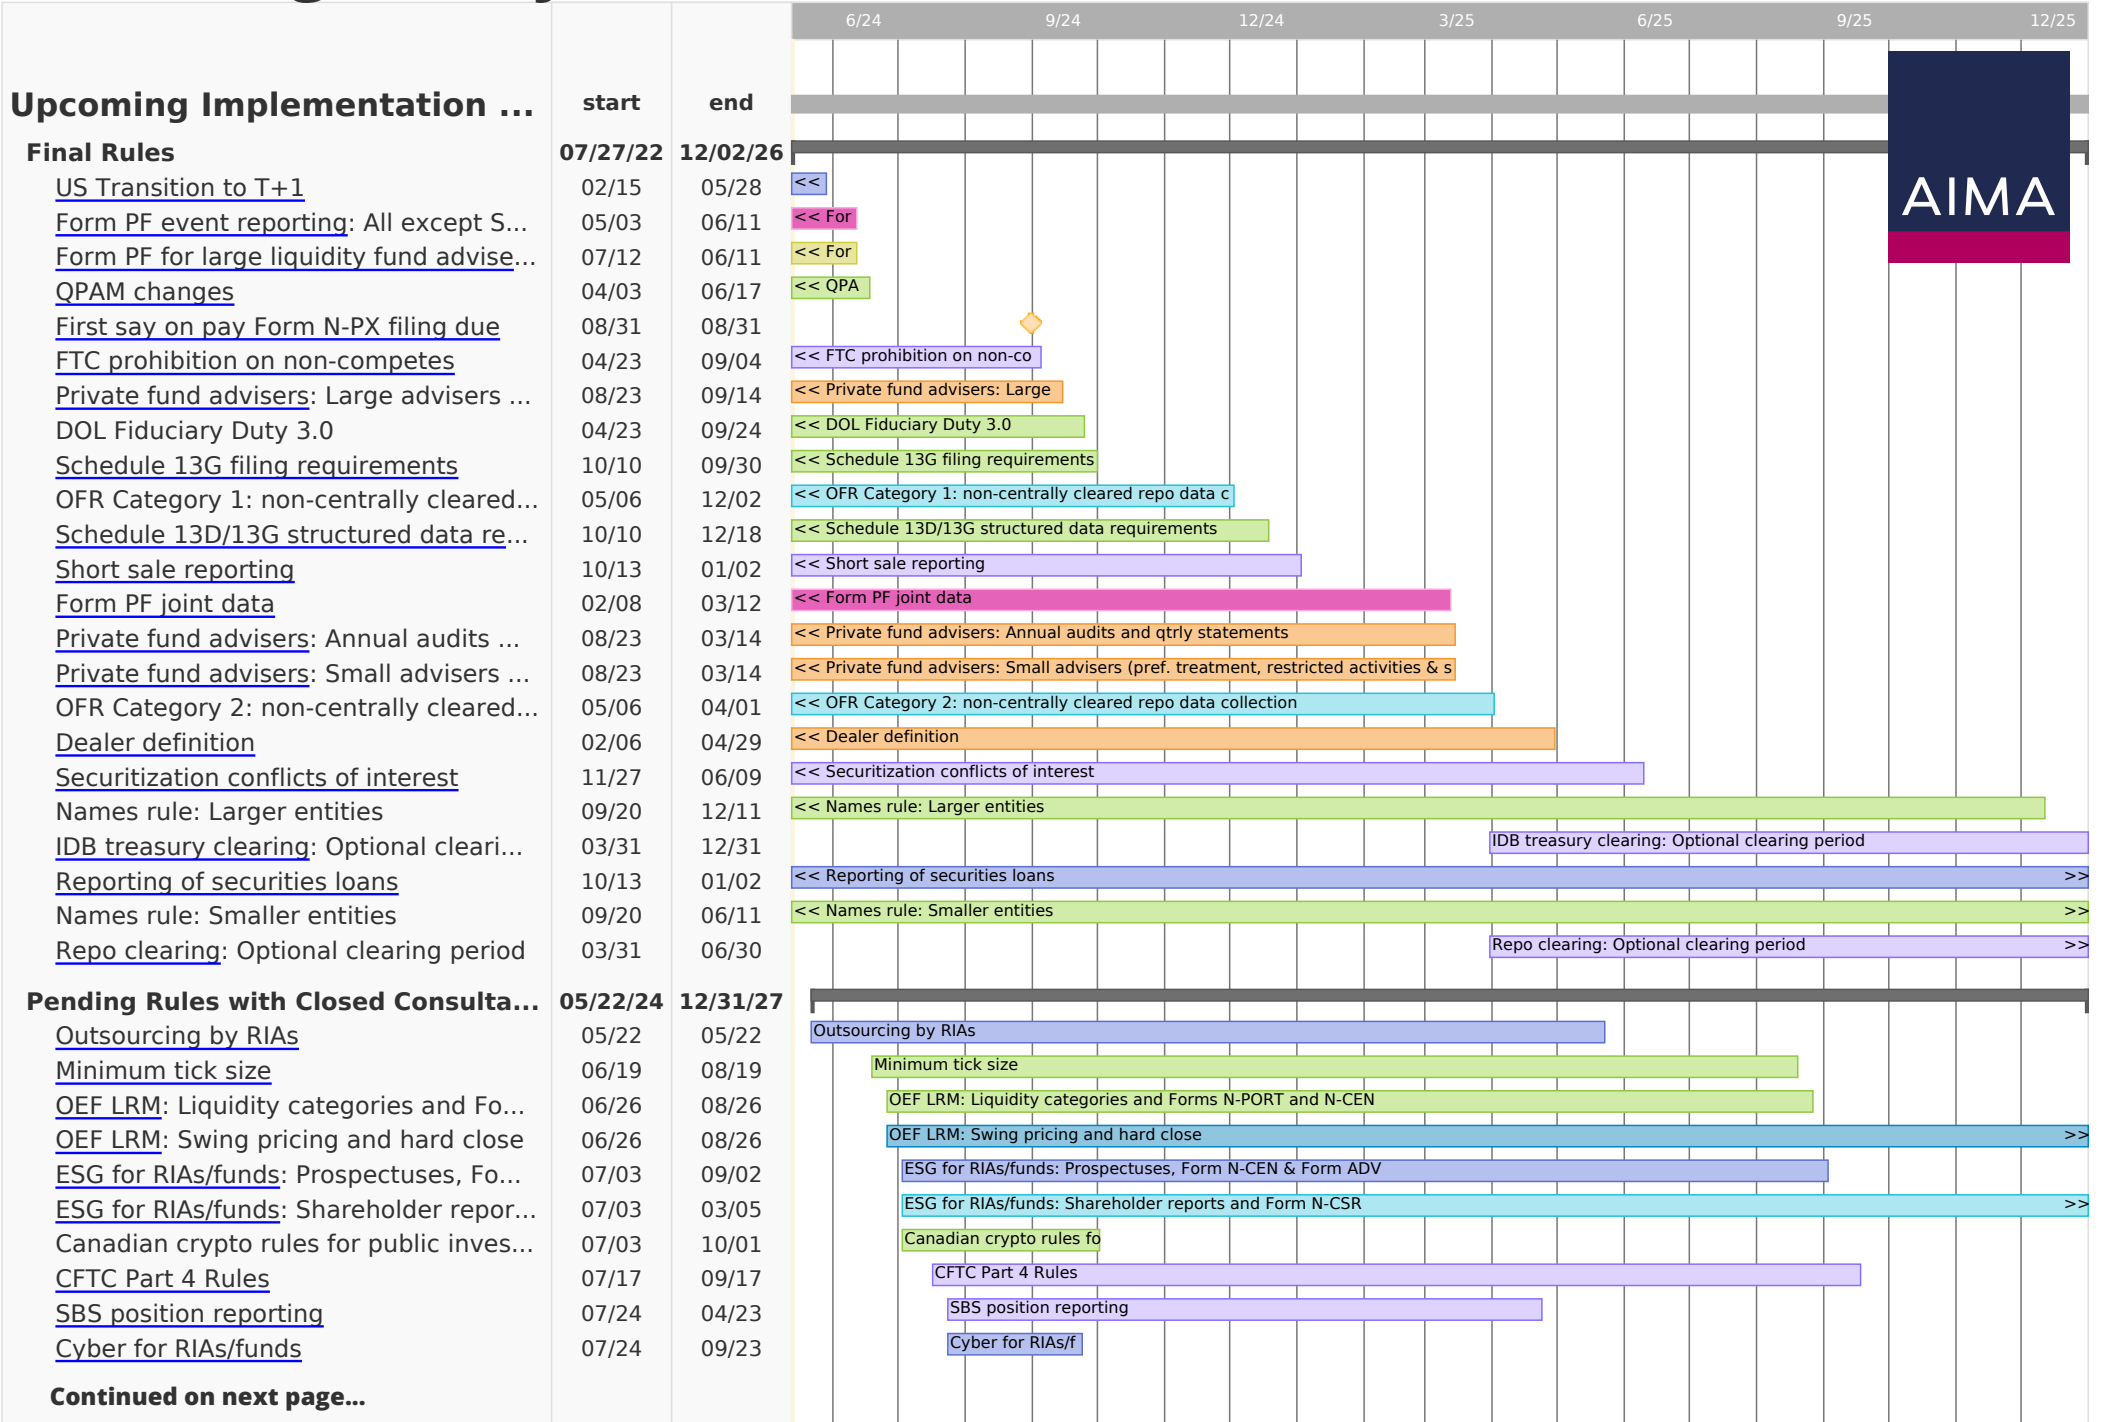 6/24 9/24 12/24 3/25 6/25 9/25 12/25
Upcoming Implementation ... start end
AIMA
Final Rules 07/27/22 12/02/26
US Transition to T+1 02/15 05/28 <<
Form PF event reporting: All except S... 05/03 06/11 << For
Form PF for large liquidity fund advise... 07/12 06/11 << For
QPAM changes 04/03 06/17 << QPA
First say on pay Form N-PX filing due 08/31 08/31
FTC prohibition on non-competes 04/23 09/04 << FTC prohibition on non-co
Private fund advisers: Large advisers ... 08/23 09/14 << Private fund advisers: Large
DOL Fiduciary Duty 3.0 04/23 09/24 << DOL Fiduciary Duty 3.0
Schedule 13G filing requirements 10/10 09/30 << Schedule 13G filing requirements
OFR Category 1: non-centrally cleared... 05/06 12/02 << OFR Category 1: non-centrally cleared repo data c
Schedule 13D/13G structured data re... 10/10 12/18 << Schedule 13D/13G structured data requirements
Short sale reporting 10/13 01/02 << Short sale reporting
Form PF joint data 02/08 03/12 << Form PF joint data
Private fund advisers: Annual audits ... 08/23 03/14 << Private fund advisers: Annual audits and qtrly statements
Private fund advisers: Small advisers ... 08/23 03/14 << Private fund advisers: Small advisers (pref. treatment, restricted activities & s
OFR Category 2: non-centrally cleared... 05/06 04/01 << OFR Category 2: non-centrally cleared repo data collection
Dealer definition 02/06 04/29 << Dealer definition
Securitization conflicts of interest 11/27 06/09 << Securitization conflicts of interest
Names rule: Larger entities 09/20 12/11 << Names rule: Larger entities
IDB treasury clearing: Optional cleari... 03/31 12/31 IDB treasury clearing: Optional clearing period
Reporting of securities loans 10/13 01/02 << Reporting of securities loans >>
Names rule: Smaller entities 09/20 06/11 << Names rule: Smaller entities >>
Repo clearing: Optional clearing period 03/31 06/30 Repo clearing: Optional clearing period >>
Pending Rules with Closed Consulta... 05/22/24 12/31/27
Outsourcing by RIAs 05/22 05/22 Outsourcing by RIAs
Minimum tick size 06/19 08/19 Minimum tick size
OEF LRM: Liquidity categories and Fo... 06/26 08/26 OEF LRM: Liquidity categories and Forms N-PORT and N-CEN
OEF LRM: Swing pricing and hard close 06/26 08/26 OEF LRM: Swing pricing and hard close >>
ESG for RIAs/funds: Prospectuses, Fo... 07/03 09/02 ESG for RIAs/funds: Prospectuses, Form N-CEN & Form ADV
ESG for RIAs/funds: Shareholder repor... 07/03 03/05 ESG for RIAs/funds: Shareholder reports and Form N-CSR >>
Canadian crypto rules for public inves... 07/03 10/01 Canadian crypto rules fo
CFTC Part 4 Rules 07/17 09/17 CFTC Part 4 Rules
SBS position reporting 07/24 04/23 SBS position reporting
Cyber for RIAs/funds 07/24 09/23 Cyber for RIAs/f
Continued on next page...